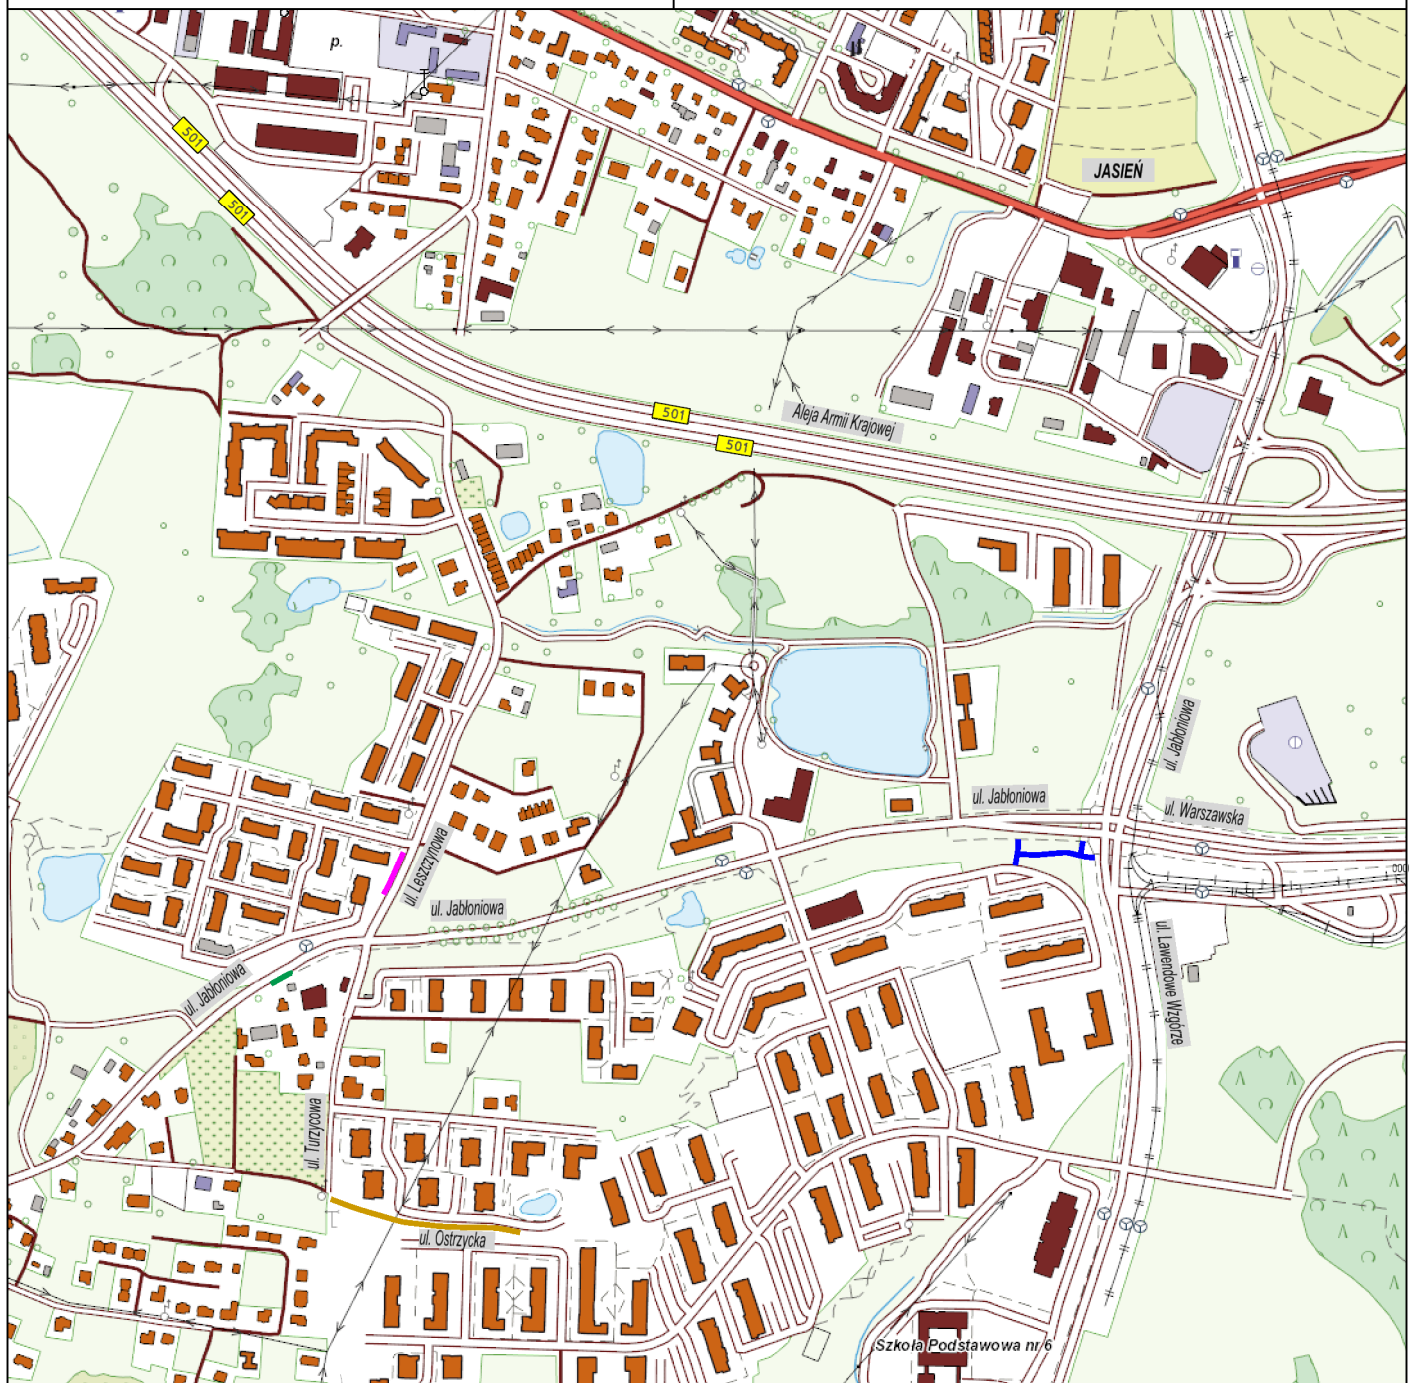 p.
501
501
JASIEŃ
Aleja Armii Krajowej
501
501
ul. Jabłoniowa
ul. Jabłoniowa
ul. Warszawska
ul. Leszczynowa
ul. Jabłoniowa
ul. Jabłoniowa
ul. Lawendowe Wzgórze
ul. Turzycowa
ul. Ostrzycka
Szkoła Podstawowa nr 6